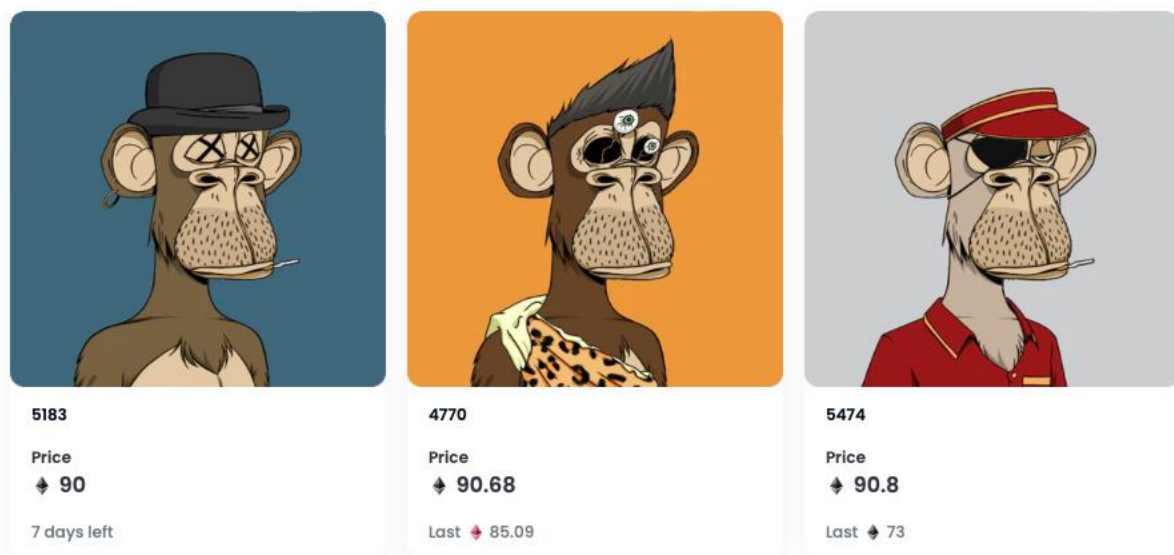 5183
Price
90
7 days left
4770
Price
90.68
Last 85.09
5474
Price
90.8
Last 73